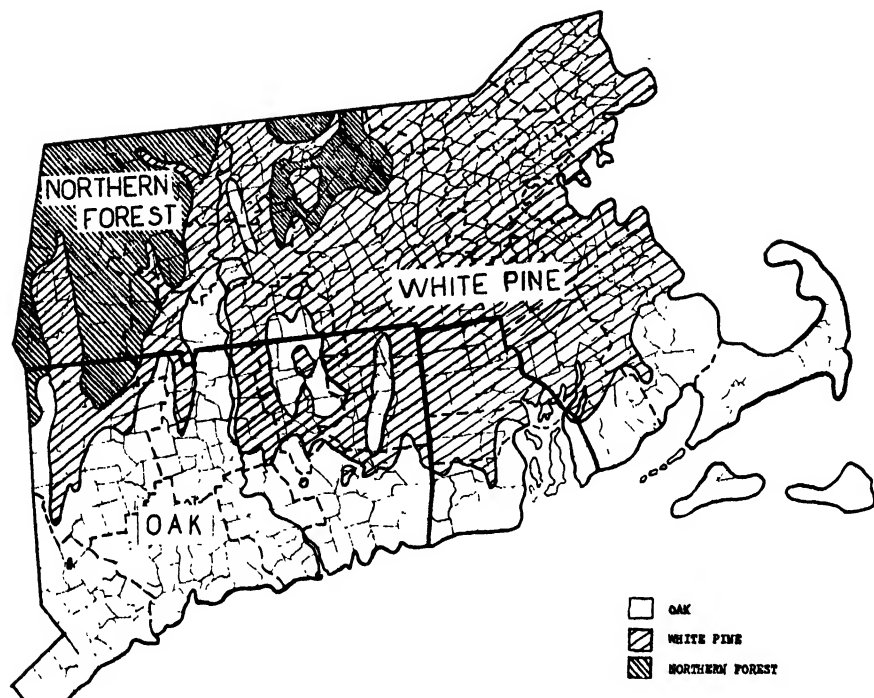 NORTHERN
FOREST
WHITE PINE
OAK
OAK
WHITE PINE
NORTHERN FOREST